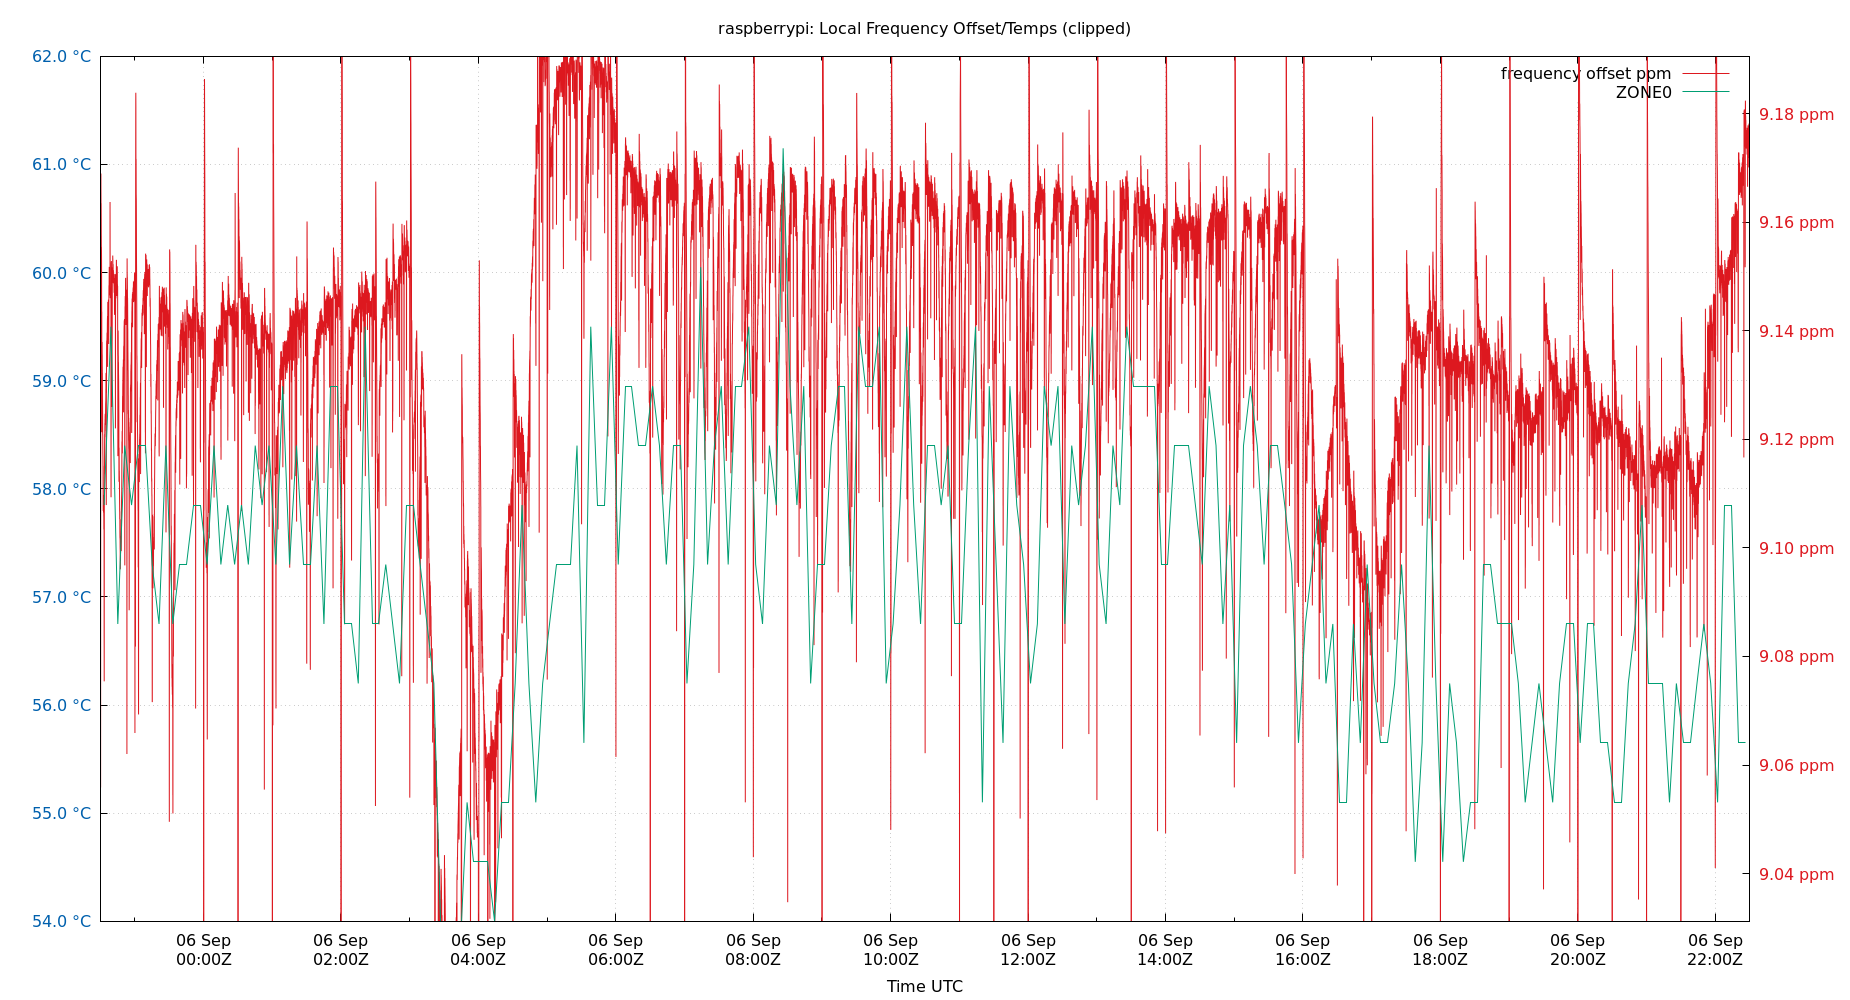 raspberrypi: Local Frequency Offset/Temps (clipped)
62.0 °C
61.0 °C
60.0 °C
59.0 °C
58.0 °C
57.0 °C
56.0 °C
55.0 °C
54.0 °C
frequency offset ppm
ZONE0
9.18 ppm
9.16 ppm
9.14 ppm
9.12 ppm
9.10 ppm
9.08 ppm
9.06 ppm
9.04 ppm
06 Sep 06 Sep 06 Sep 06 Sep 06 Sep 06 Sep 06 Sep 06 Sep 06 Sep 06 Sep 06 Sep 06 Sep
00:00Z 02:00Z 04:00Z 06:00Z 08:00Z 10:00Z 12:00Z 14:00Z 16:00Z 18:00Z 20:00Z 22:00Z
Time UTC